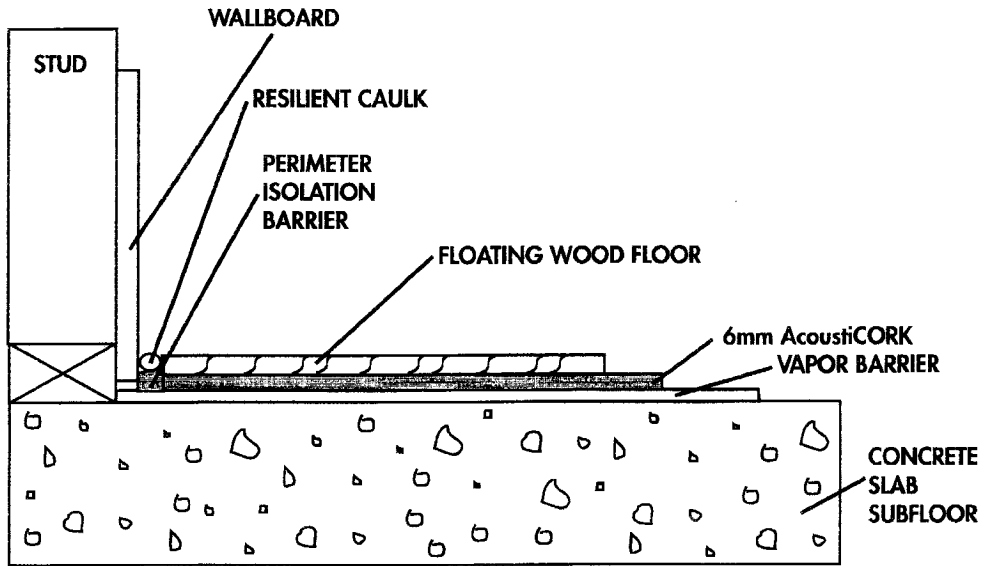 WALLBOARD
STUD
RESILIENT CAULK
PERIMETER
ISOLATION
BARRIER
FLOATING WOOD FLOOR
6mm AcoustiCORK
VAPOR BARRIER
CONCRETE
SLAB
SUBFLOOR